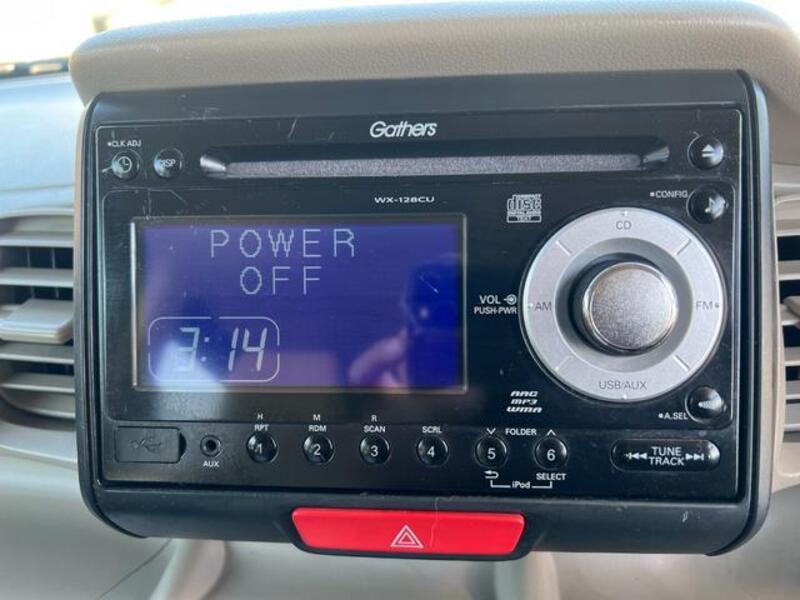 Gathers
•CLK ADJ
DISP
WX-128CU
COMPACT
disc
DIGITAL AUDIO
TEXT
•CONFIG
POWER
OFF
3:14
CD
VOL
PUSH-PWR
AM
FM•
USB/AUX
AAC
MP3
WMA
•A.SEL
AUX
H
RPT
1
M
RDM
2
R
SCAN
3
SCRL
4
FOLDER
5
6
iPod
SELECT
TUNE
TRACK